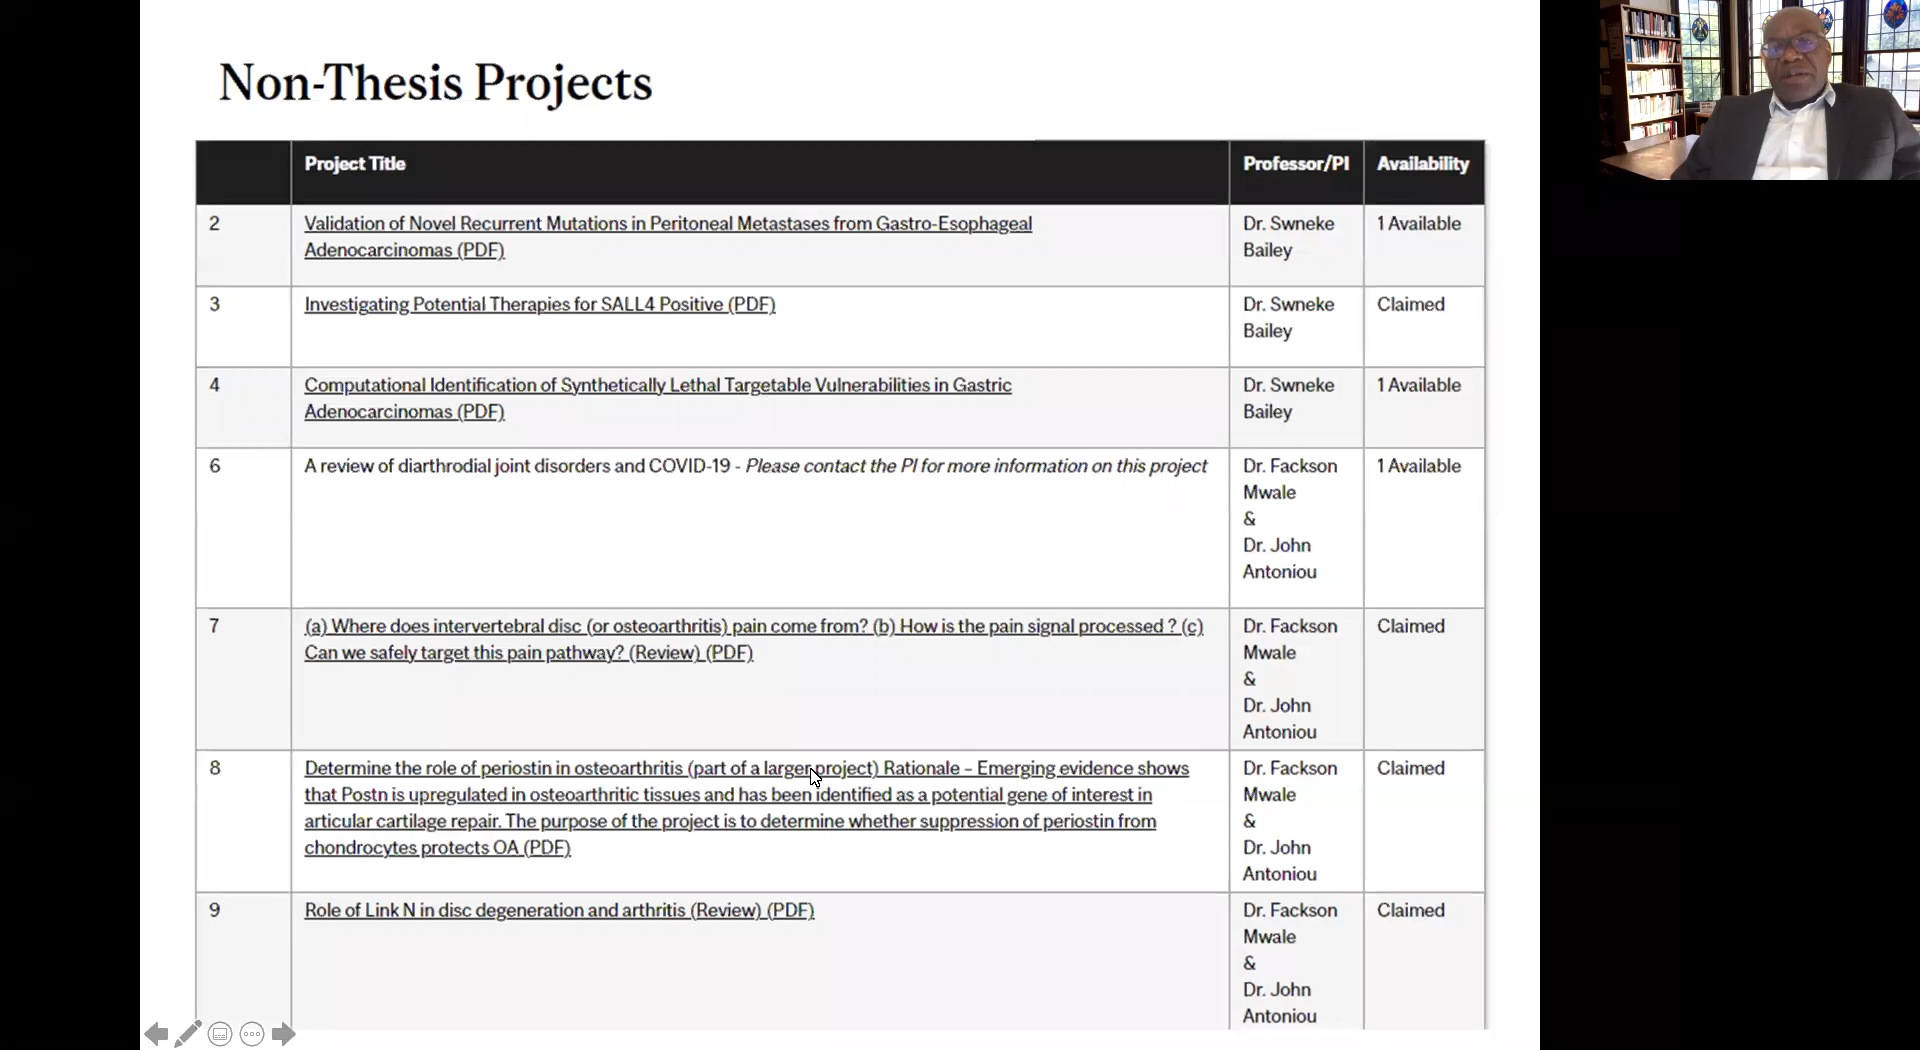 Non-Thesis Projects
Project Title
Professor/PI
Availability
2
Validation of Novel Recurrent Mutations in Peritoneal Metastases from Gastro-Esophageal
Adenocarcinomas (PDF)
Dr. Swneke
Bailey
1 Available
3
Investigating Potential Therapies for SALL4 Positive (PDF)
Dr. Swneke
Bailey
Claimed
4
Computational Identification of Synthetically Lethal Targetable Vulnerabilities in Gastric
Adenocarcinomas (PDF)
Dr. Swneke
Bailey
1 Available
6
A review of diarthrodial joint disorders and COVID-19 - Please contact the PI for more information on this project
Dr. Fackson
Mwale
&
Dr. John
Antoniou
1 Available
7
(a) Where does intervertebral disc (or osteoarthritis) pain come from? (b) How is the pain signal processed ? (c)
Can we safely target this pain pathway? (Review) (PDF)
Dr. Fackson
Mwale
&
Dr. John
Antoniou
Claimed
8
Determine the role of periostin in osteoarthritis (part of a larger project) Rationale – Emerging evidence shows
that Postn is upregulated in osteoarthritic tissues and has been identified as a potential gene of interest in
articular cartilage repair. The purpose of the project is to determine whether suppression of periostin from
chondrocytes protects OA (PDF)
Dr. Fackson
Mwale
&
Dr. John
Antoniou
Claimed
9
Role of Link N in disc degeneration and arthritis (Review) (PDF)
Dr. Fackson
Mwale
&
Dr. John
Antoniou
Claimed